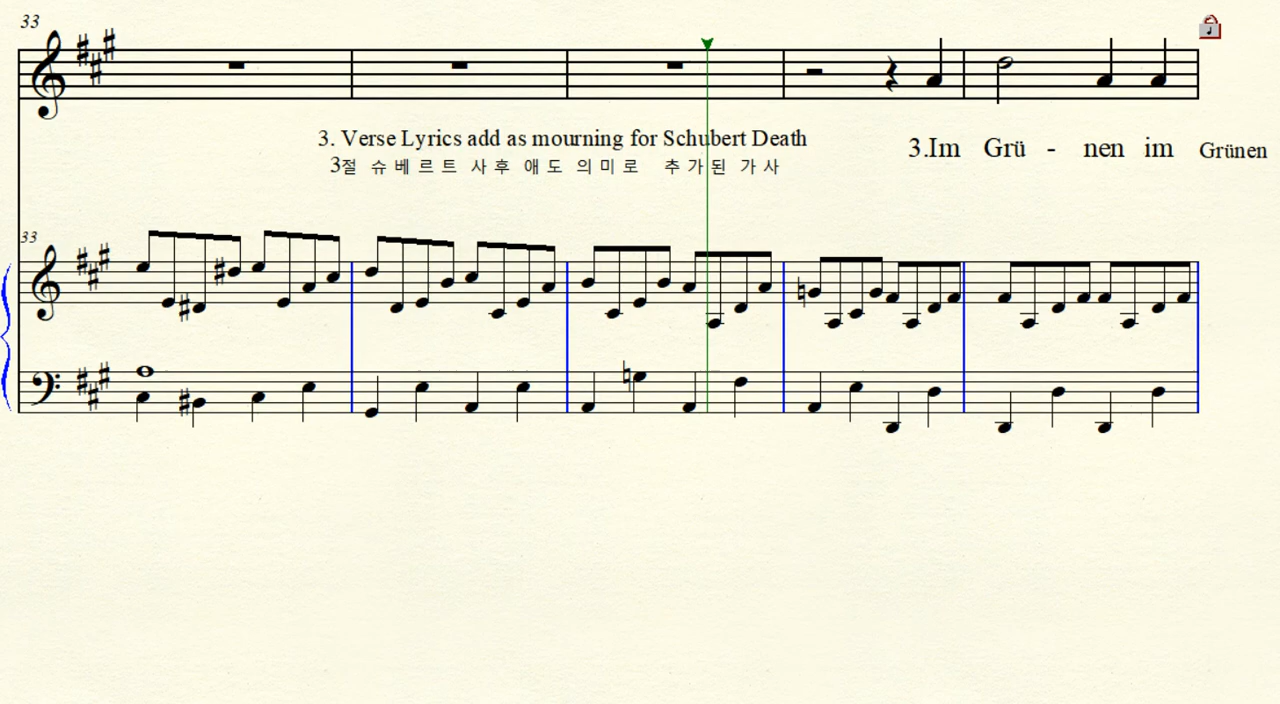 33
3. Verse Lyrics add as mourning for Schubert Death
3절 슈베르트 사후 애도 의미로 추가된 가사
3.Im Grü - nen im Grünen
33